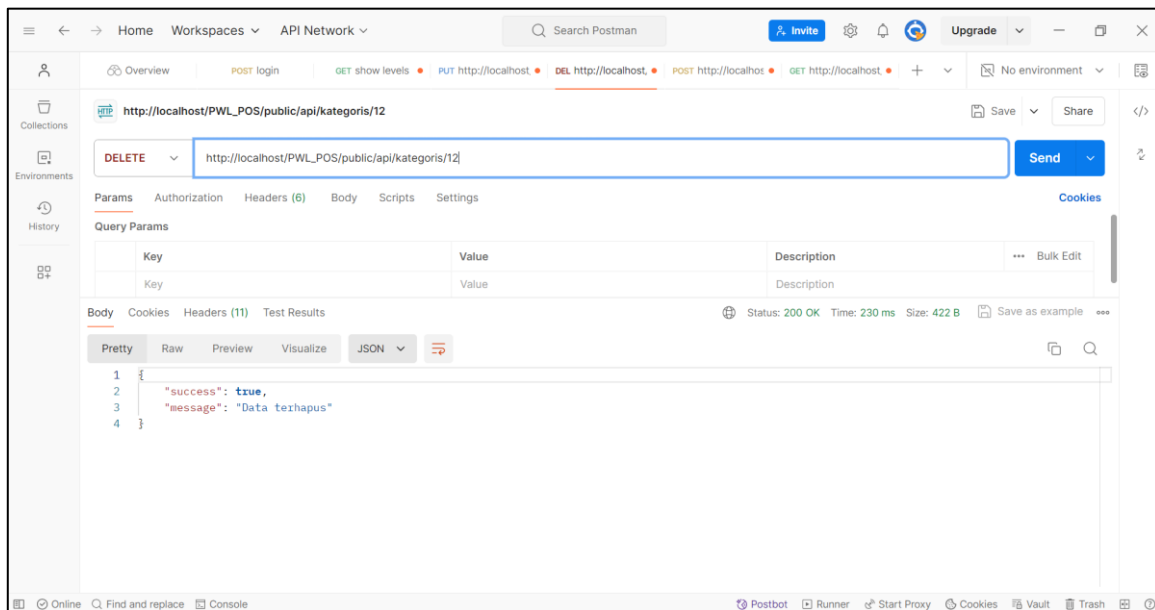 Home Workspaces API Network Search Postman Invite Upgrade
Overview POST login GET show levels PUT http://localhost DEL http://localhost, POST http://localhos GET http://localhost, No environment
HTTP http://localhost/PWL_POS/public/api/kategoris/12 Save Share
Collections
DELETE http://localhost/PWL_POS/public/api/kategoris/12 Send
Environments
Params Authorization Headers (6) Body Scripts Settings Cookies
History
Query Params
Key Value Description Bulk Edit
Key Value Description
Body Cookies Headers (11) Test Results Status: 200 OK Time: 230 ms Size: 422 B Save as example
Pretty Raw Preview Visualize JSON
1 {
2 "success": true,
3 "message": "Data terhapus"
4 }
Online Find and replace Console Postbot Runner Start Proxy Cookies Vault Trash